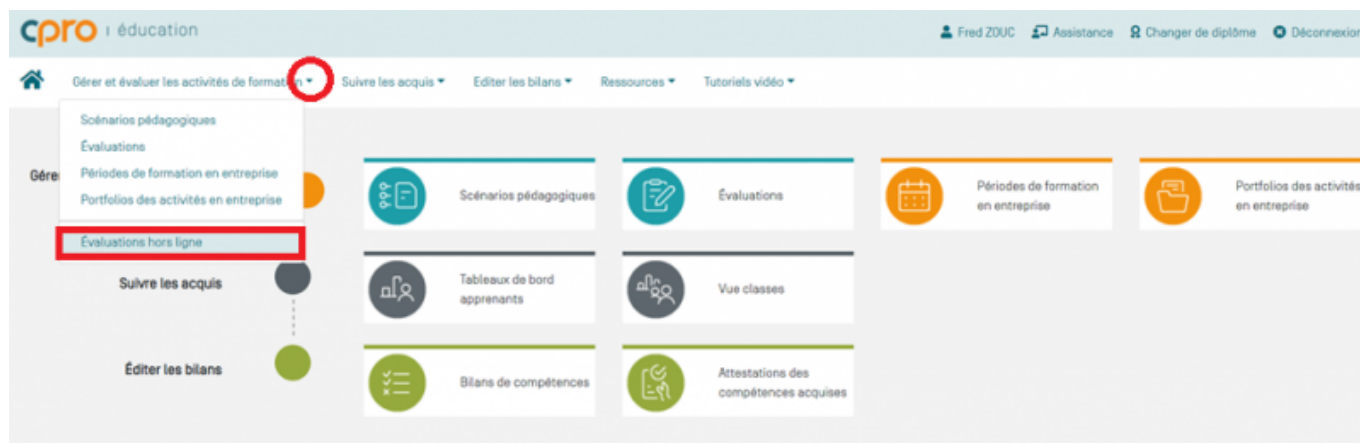 cpro | éducation
Fred ZOUC Assistance Changer de diplôme Déconnexion
Gérer et évaluer les activités de formation Suivre les acquis Editer les bilans Ressources Tutoriels vidéo
Scénarios pédagogiques
Évaluations
Périodes de formation en entreprise
Portfolios des activités en entreprise
Évaluations hors ligne
Gére
Scénarios pédagogiques
Évaluations
Périodes de formation
en entreprise
Portfolios des activités
en entreprise
Suivre les acquis
Tableaux de bord
apprenants
Vue classes
Éditer les bilans
Bilans de compétences
Attestations des
compétences acquises